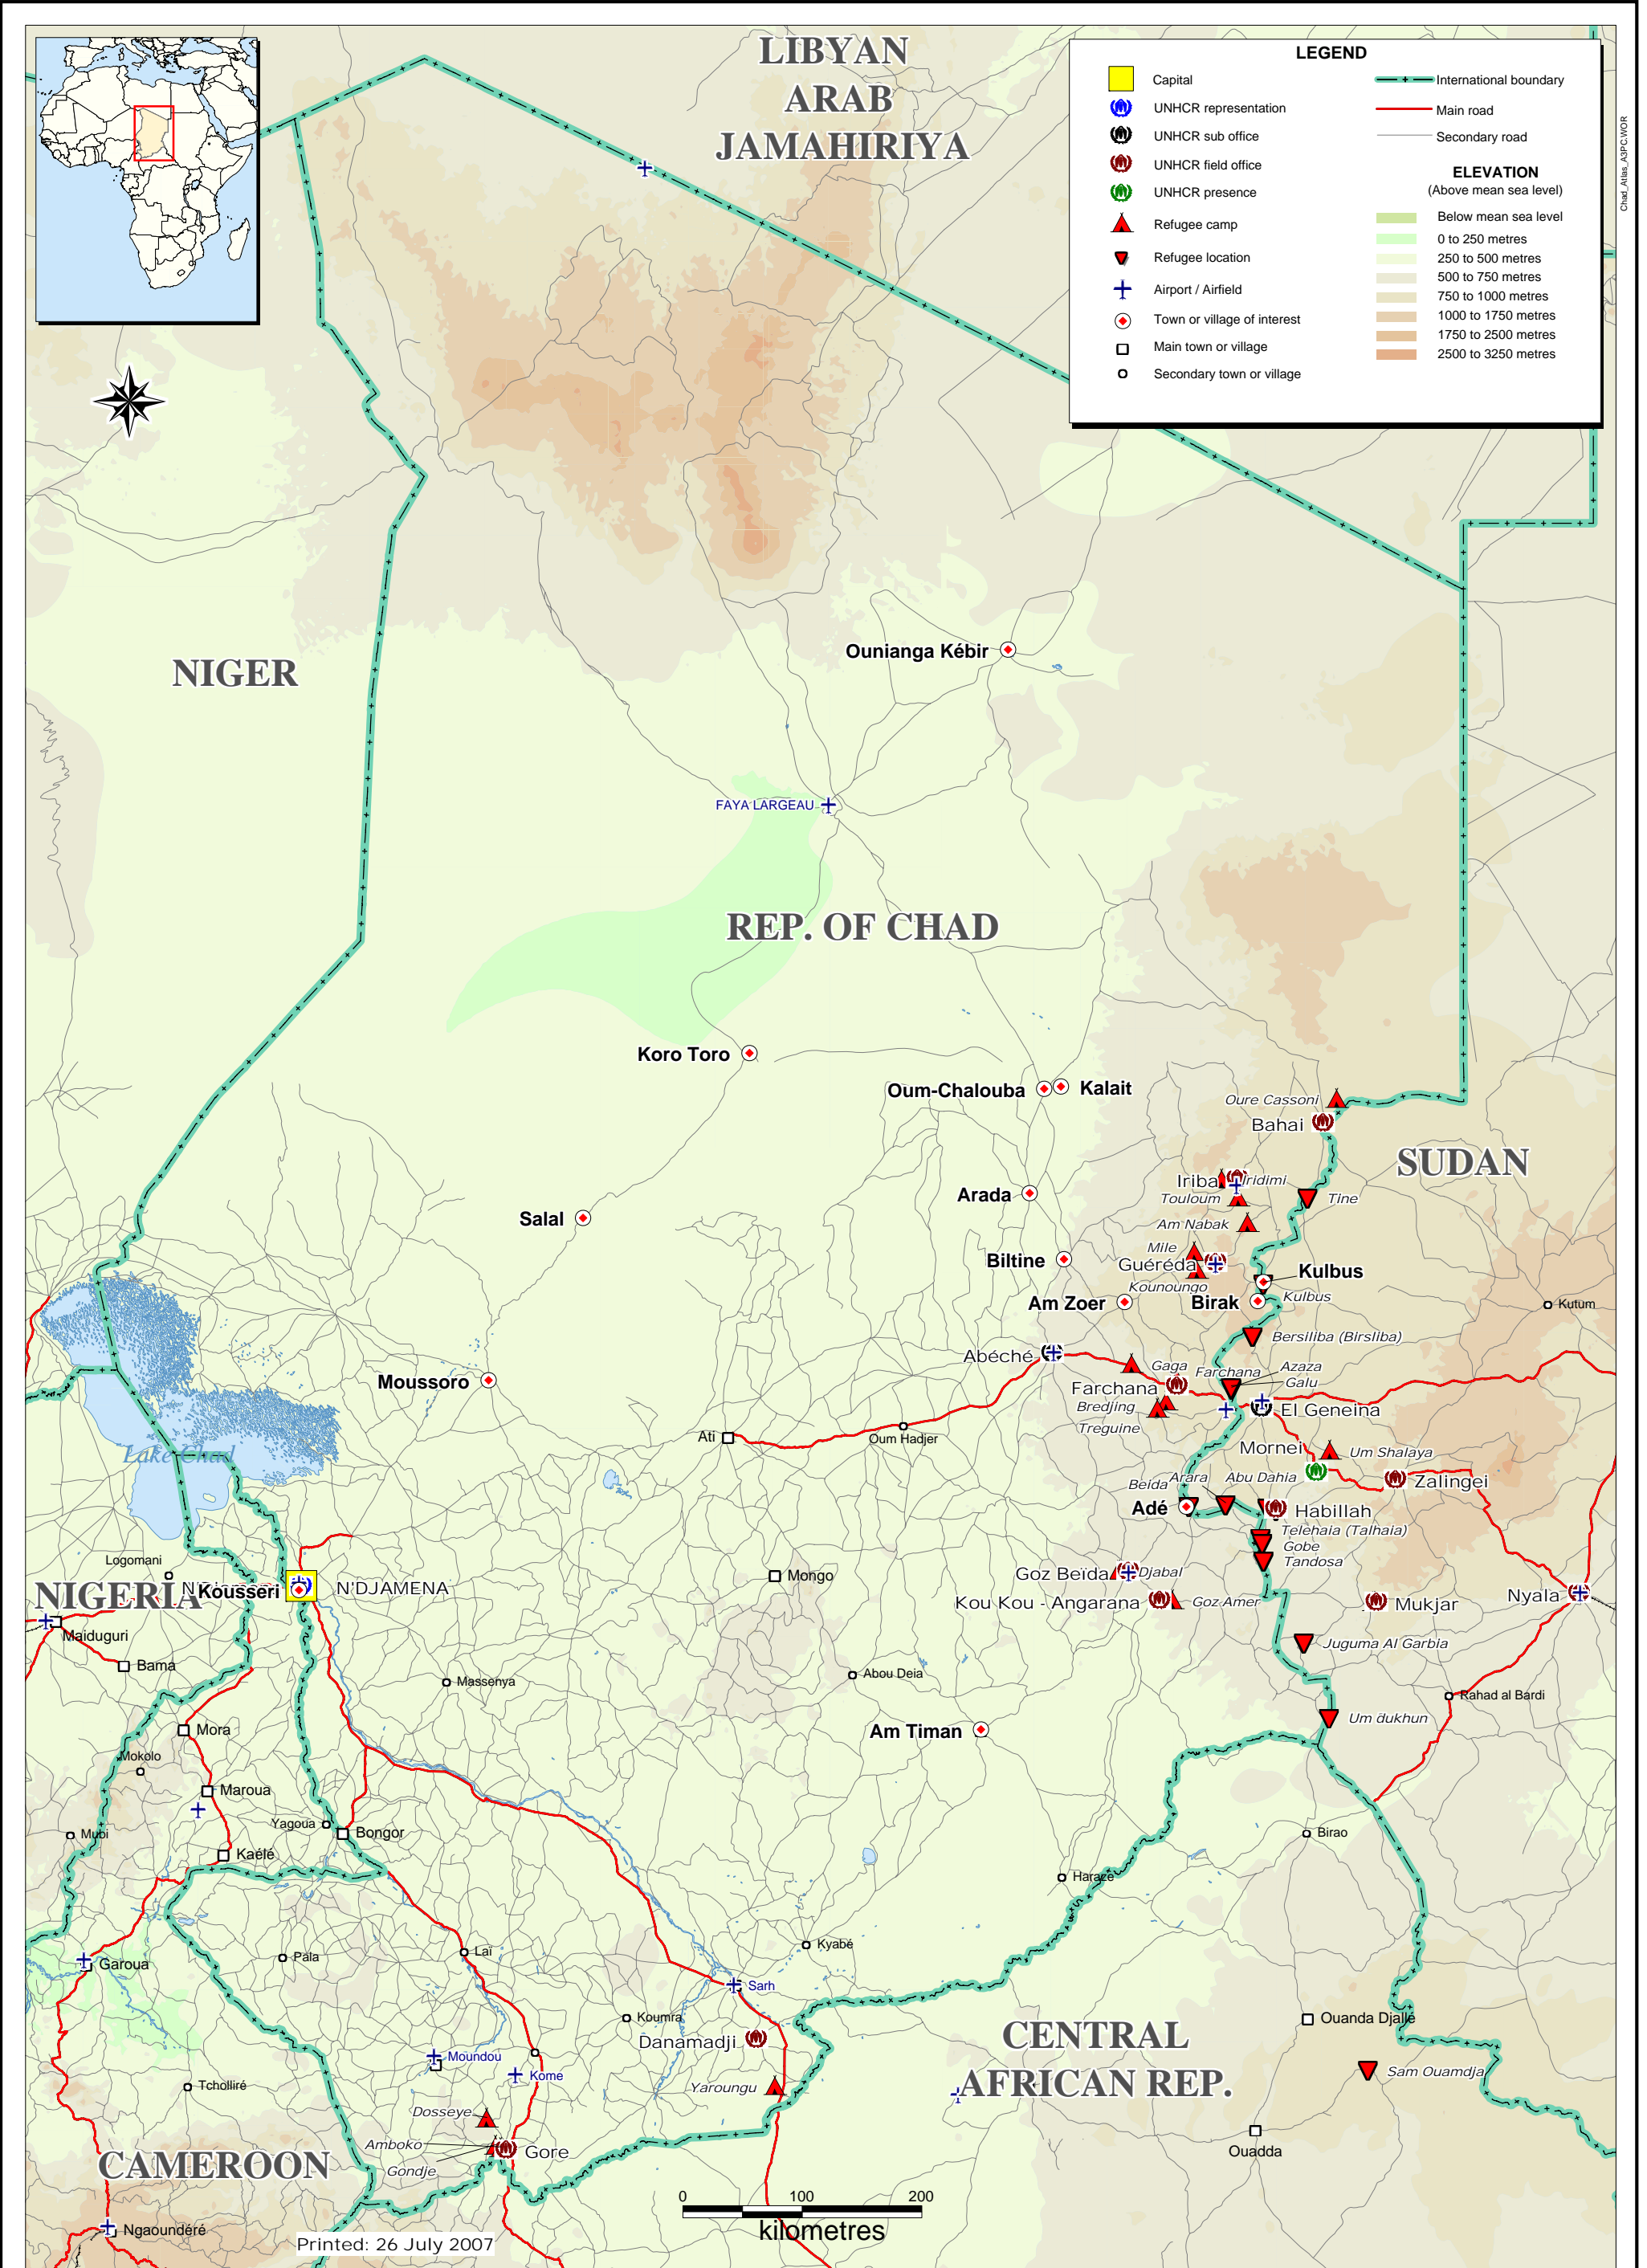 LIBYAN
ARAB
JAMAHIRIYA
LEGEND
Capital
UNHCR representation
UNHCR sub office
UNHCR field office
UNHCR presence
Refugee camp
Refugee location
Airport / Airfield
Town or village of interest
Main town or village
Secondary town or village
International boundary
Main road
Secondary road
ELEVATION
(Above mean sea level)
Below mean sea level
0 to 250 metres
250 to 500 metres
500 to 750 metres
750 to 1000 metres
1000 to 1750 metres
1750 to 2500 metres
2500 to 3250 metres
Chad_Atlas_A3PC.WOR
Ounianga Kébir
NIGER
FAYA LARGEAU
REP. OF CHAD
Koro Toro
Oum-Chalouba
Kalait
Oure Cassoni
Bahai
SUDAN
Iriba
Iridimi
Touloum
Tine
Arada
Salal
Am Nabak
Mile
Guéréda
Kounoungo
Biltine
Kulbus
Kulbus
Am Zoer
Birak
Kutum
Bersiliba (Birsliba)
Abéché
Gaga
Farchana
Azaza
Galu
Farchana
Bredjing
Treguine
El Geneina
Moussoro
Ati
Oum Hadjer
Mornei
Um Shalaya
Lake Chad
Beida
Arara
Abu Dahia
Zalingei
Adé
Habillah
Telehaia (Talhaia)
Gobe
Tandosa
Logomani
NIGERIA
Kousseri
N'DJAMENA
Mongo
Goz Beïda
Djabal
Kou Kou - Angarana
Goz Amer
Mukjar
Nyala
Maiduguri
Bama
Juguma Al Garbia
Massenya
Abou Deia
Rahad al Bardi
Um dukhun
Mora
Am Timan
Mokolo
Maroua
Mubi
Yagoua
Bongor
Birao
Kaélé
Haraze
Kyabé
Pala
Laï
Garoua
Sarh
Koumra
Danamadji
Ouanda Djallé
CENTRAL
AFRICAN REP.
Moundou
Kome
Sam Ouamdja
Tcholliré
Yaroungu
Dosseye
Amboko
Gore
Gondje
Ouadda
CAMEROON
0 100 200
kilometres
Ngaoundéré
Printed: 26 July 2007